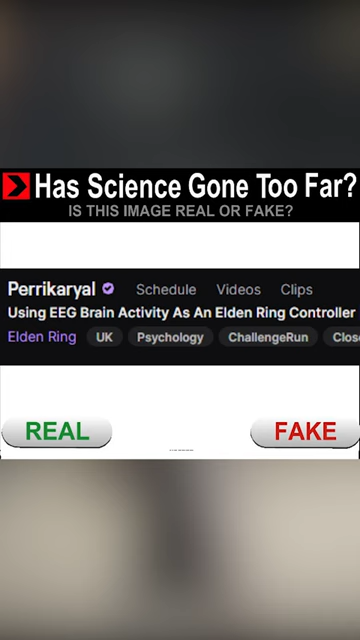 Has Science Gone Too Far?
IS THIS IMAGE REAL OR FAKE?
Perrikaryal Schedule Videos Clips
Using EEG Brain Activity As An Elden Ring Controller
Elden Ring UK Psychology ChallengeRun Close
REAL FAKE